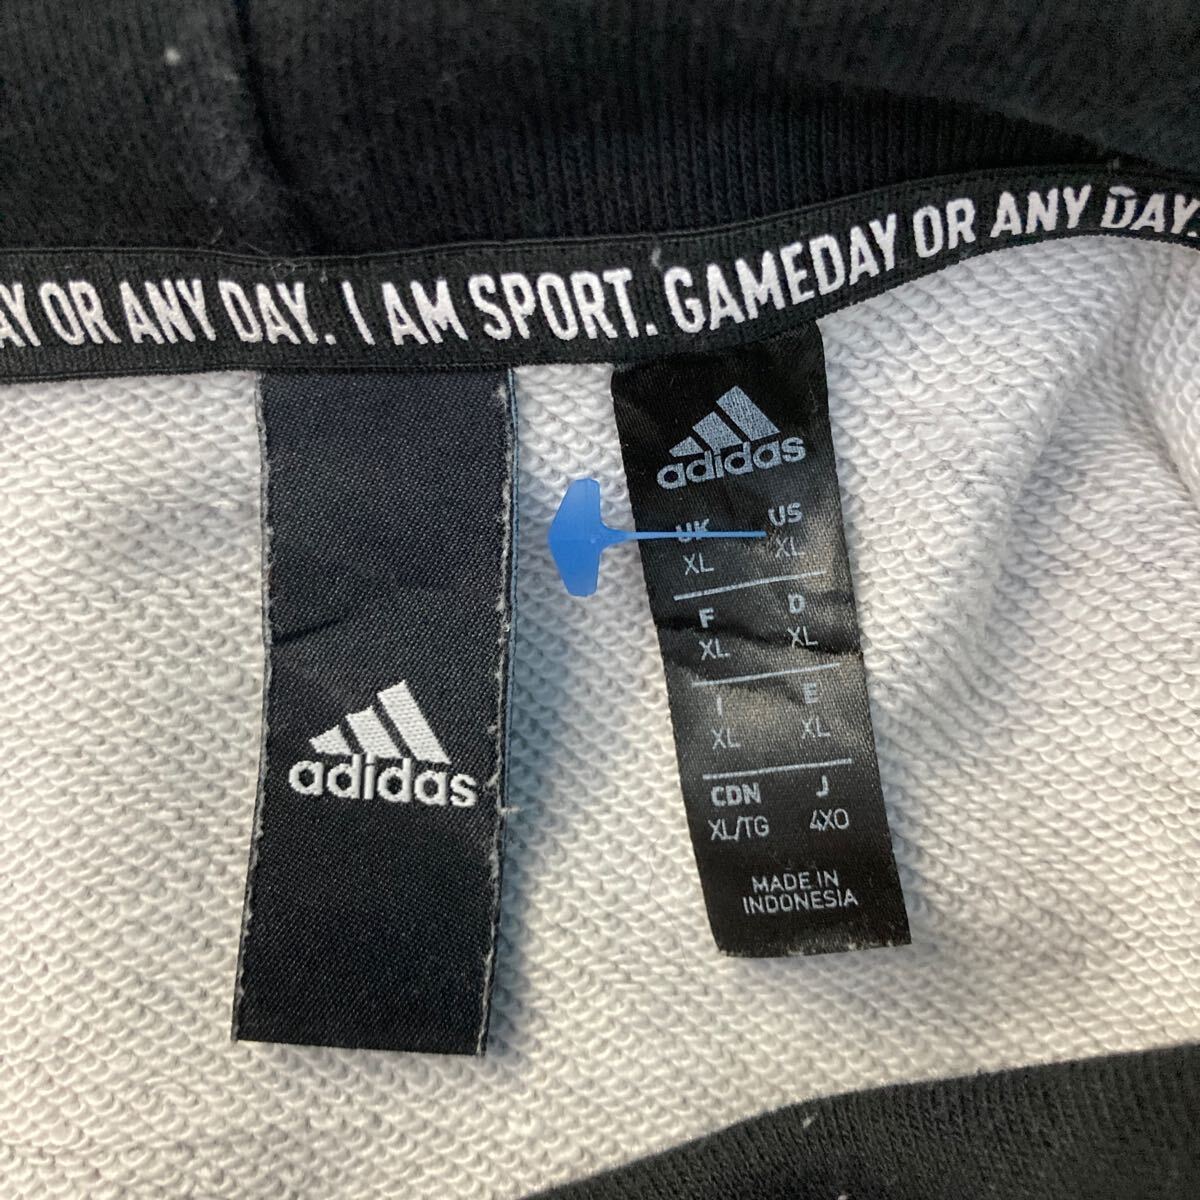 AY OR ANY DAY. I AM SPORT. GAMEDAY OR ANY DAY.
adidas
adidas
UK US
XL XL
F D
XL XL
I E
XL XL
CDN J
XL/TG 4XO
MADE IN
INDONESIA